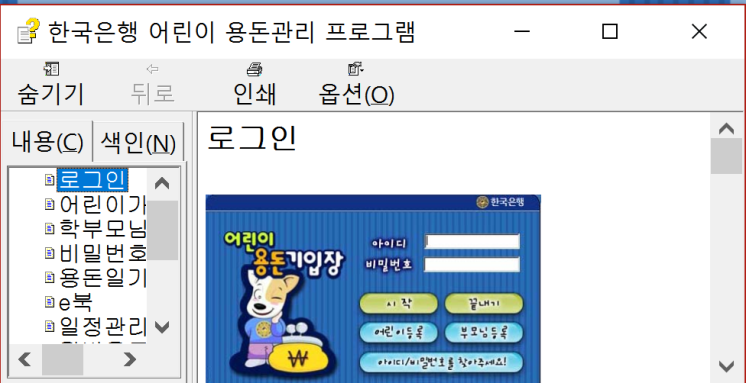 한국은행 어린이 용돈관리 프로그램
숨기기 뒤로 인쇄 옵션(O)
내용(C) 색인(N)
로그인
어린이가
학부모님
비밀번호
용돈일기
e북
일정관리
로그인
한국은행
어린이
용돈기입장
아이디
비밀번호
시작 끝내기
어린이등록 부모님등록
아이디/비밀번호를 찾아주세요!
₩